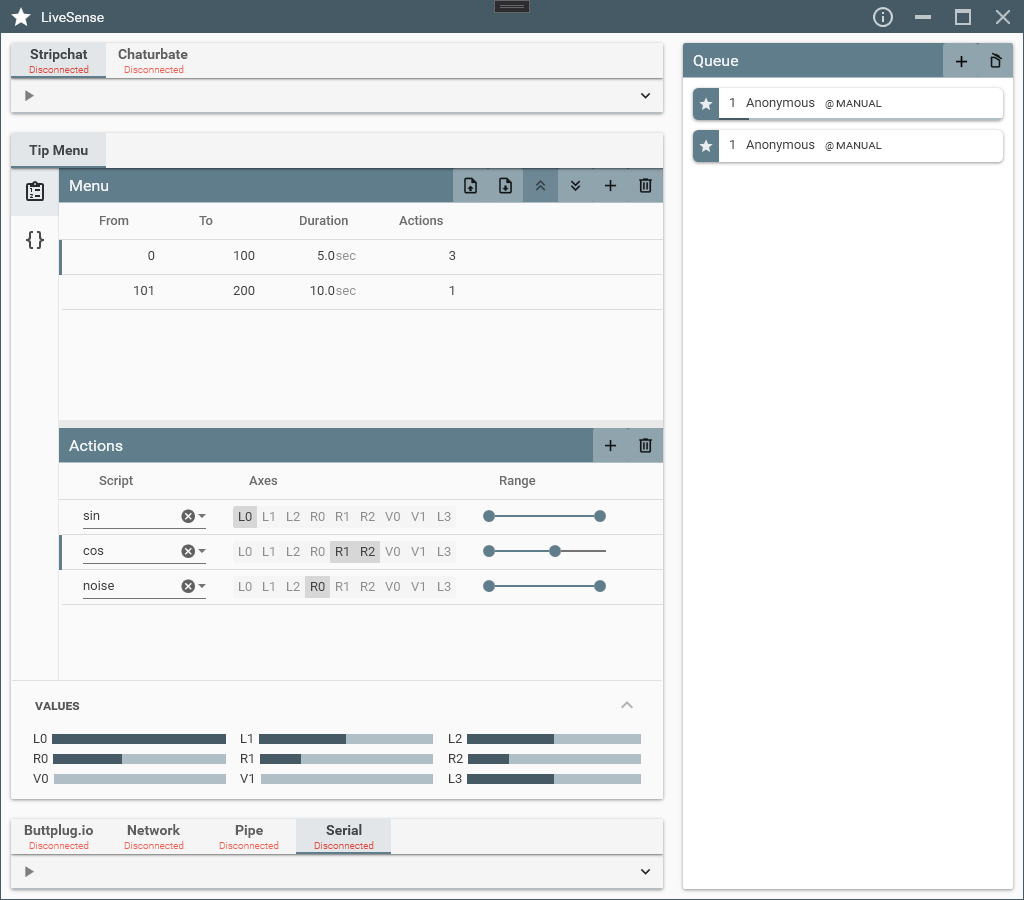 LiveSense
Stripchat Chaturbate
Disconnected Disconnected
Tip Menu
Menu
From To Duration Actions
0 100 5.0sec 3
101 200 10.0sec 1
Actions
Script Axes Range
sin L0 L1 L2 R0 R1 R2 V0 V1 L3
cos L0 L1 L2 R0 R1 R2 V0 V1 L3
noise L0 L1 L2 R0 R1 R2 V0 V1 L3
VALUES
L0 L1 L2
R0 R1 R2
V0 V1 L3
Buttplug.io Network Pipe Serial
Disconnected Disconnected Disconnected Disconnected
Queue
1 Anonymous @ MANUAL
1 Anonymous @ MANUAL